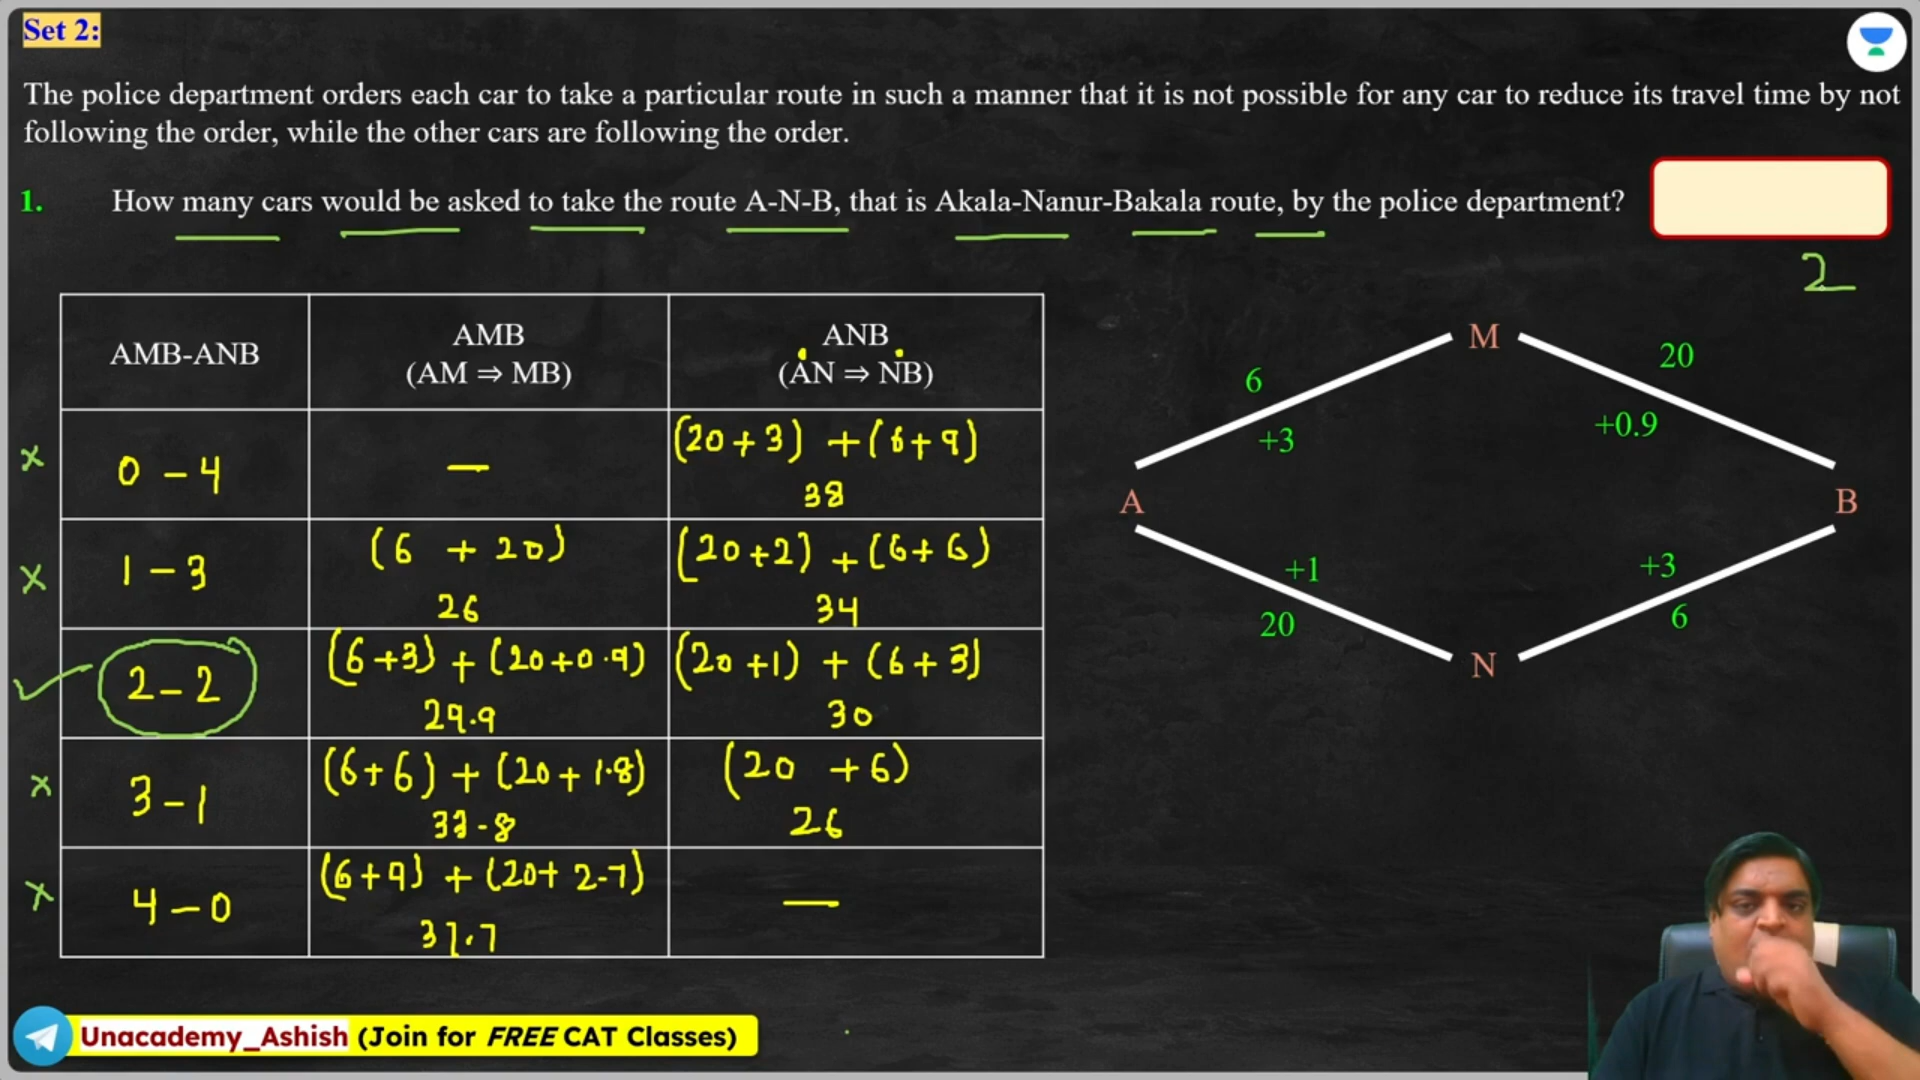 Set 2:
The police department orders each car to take a particular route in such a manner that it is not possible for any car to reduce its travel time by not
following the order, while the other cars are following the order.
1. How many cars would be asked to take the route A-N-B, that is Akala-Nanur-Bakala route, by the police department?
2
AMB-ANB
AMB
(AM ⇒ MB)
ANB
(AN ⇒ NB)
x 0 - 4
—
(20+3) + (6+9)
38
x 1 - 3
(6 + 20)
26
(20+2) + (6+6)
34
2 - 2
(6+3) + (20+0.9)
29.9
(20+1) + (6+3)
30
x 3 - 1
(6+6) + (20+1.8)
33.8
(20 + 6)
26
x 4 - 0
(6+9) + (20+2.7)
37.7
—
M
6
20
+3
+0.9
A
B
+1
+3
20
6
N
Unacademy_Ashish (Join for FREE CAT Classes)